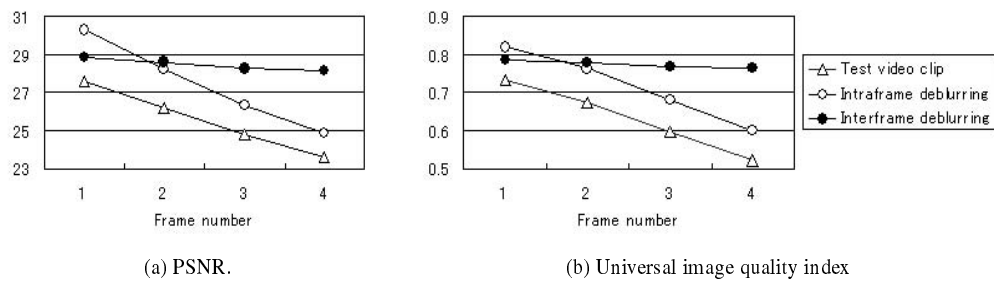 31
29
27
25
23
1 2 3 4
Frame number
(a) PSNR.
0.9
0.8
0.7
0.6
0.5
1 2 3 4
Frame number
(b) Universal image quality index
Test video clip
Intraframe deblurring
Interframe deblurring